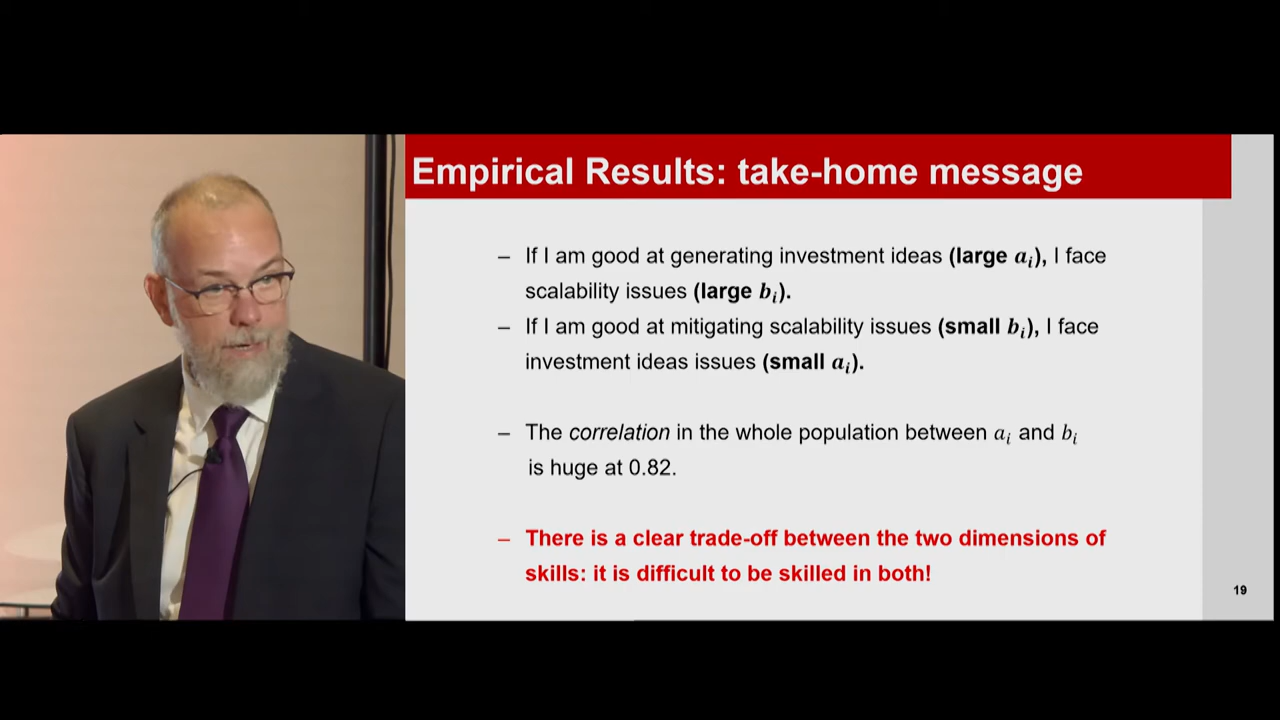 Empirical Results: take-home message
– If I am good at generating investment ideas (large aᵢ), I face
scalability issues (large bᵢ).
– If I am good at mitigating scalability issues (small bᵢ), I face
investment ideas issues (small aᵢ).
– The correlation in the whole population between aᵢ and bᵢ
is huge at 0.82.
– There is a clear trade-off between the two dimensions of
skills: it is difficult to be skilled in both!
19